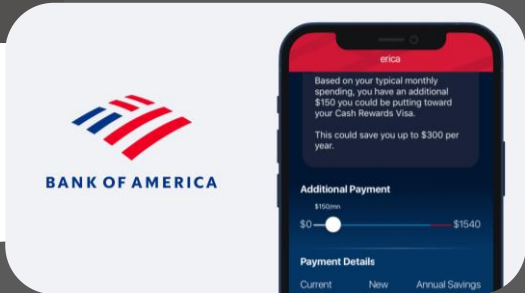 BANK OF AMERICA
erica
Based on your typical monthly
spending, you have an additional
$150 you could be putting toward
your Cash Rewards Visa.
This could save you up to $300 per
year.
Additional Payment
$150/mn
$0
$1540
Payment Details
Current New Annual Savings